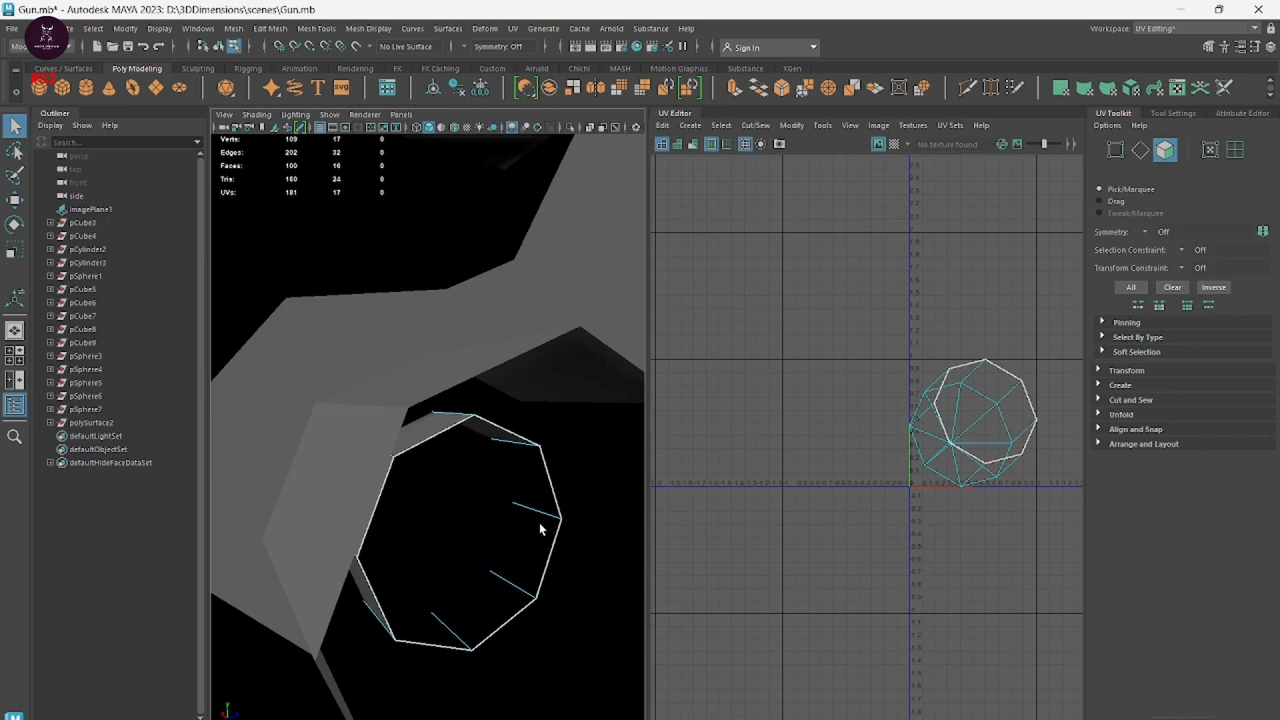 Gun.mb* - Autodesk MAYA 2023: D:\3DDimensions\scenes\Gun.mb
File Select Modify Display Windows Mesh Edit Mesh Mesh Tools Mesh Display Curves Surfaces Deform UV Generate Cache Arnold Substance Help
Workspace: UV Editing*
No Live Surface Symmetry: Off Sign In
Curves / Surfaces Poly Modeling Sculpting Rigging Animation Rendering FX FX Caching Custom Arnold Chichi MASH Motion Graphics Substance XGen
Outliner
Display Show Help
Search...
persp
top
front
side
imagePlane1
pCube3
pCube4
pCylinder2
pCylinder3
pSphere1
pCube5
pCube6
pCube7
pCube8
pCube9
pSphere3
pSphere4
pSphere5
pSphere6
pSphere7
polySurface2
defaultLightSet
defaultObjectSet
defaultHideFaceDataSet
View Shading Lighting Show Renderer Panels
Verts: 109 17 0
Edges: 202 32 0
Faces: 100 16 0
Tris: 160 24 0
UVs: 181 17 0
UV Editor
Edit Create Select Cut/Sew Modify Tools View Image Textures UV Sets Help
No texture found
UV Toolkit Tool Settings Attribute Editor
Options Help
Pick/Marquee
Drag
Tweak/Marquee
Symmetry: Off
Selection Constraint: Off
Transform Constraint: Off
All Clear Inverse
Pinning
Select By Type
Soft Selection
Transform
Create
Cut and Sew
Unfold
Align and Snap
Arrange and Layout